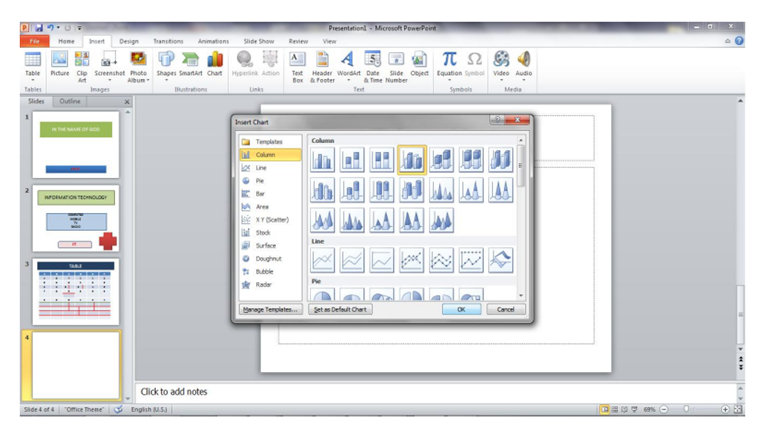 Presentation1 - Microsoft PowerPoint
File Home Insert Design Transitions Animations Slide Show Review View
Table Picture Clip Art Screenshot Photo Album Shapes SmartArt Chart Hyperlink Action Text Box Header & Footer WordArt Date & Time Slide Number Object Equation Symbol Video Audio
Tables Images Illustrations Links Text Symbols Media
Slides Outline
1
IN THE NAME OF GOD
2
INFORMATION TECHNOLOGY
3
TABLE
4
Insert Chart
Templates
Column
Line
Pie
Bar
Area
X Y (Scatter)
Stock
Surface
Doughnut
Bubble
Radar
Column
Line
Pie
Manage Templates...
Set as Default Chart
OK
Cancel
Click to add notes
Slide 4 of 4 "Office Theme" English (U.S.) 69%